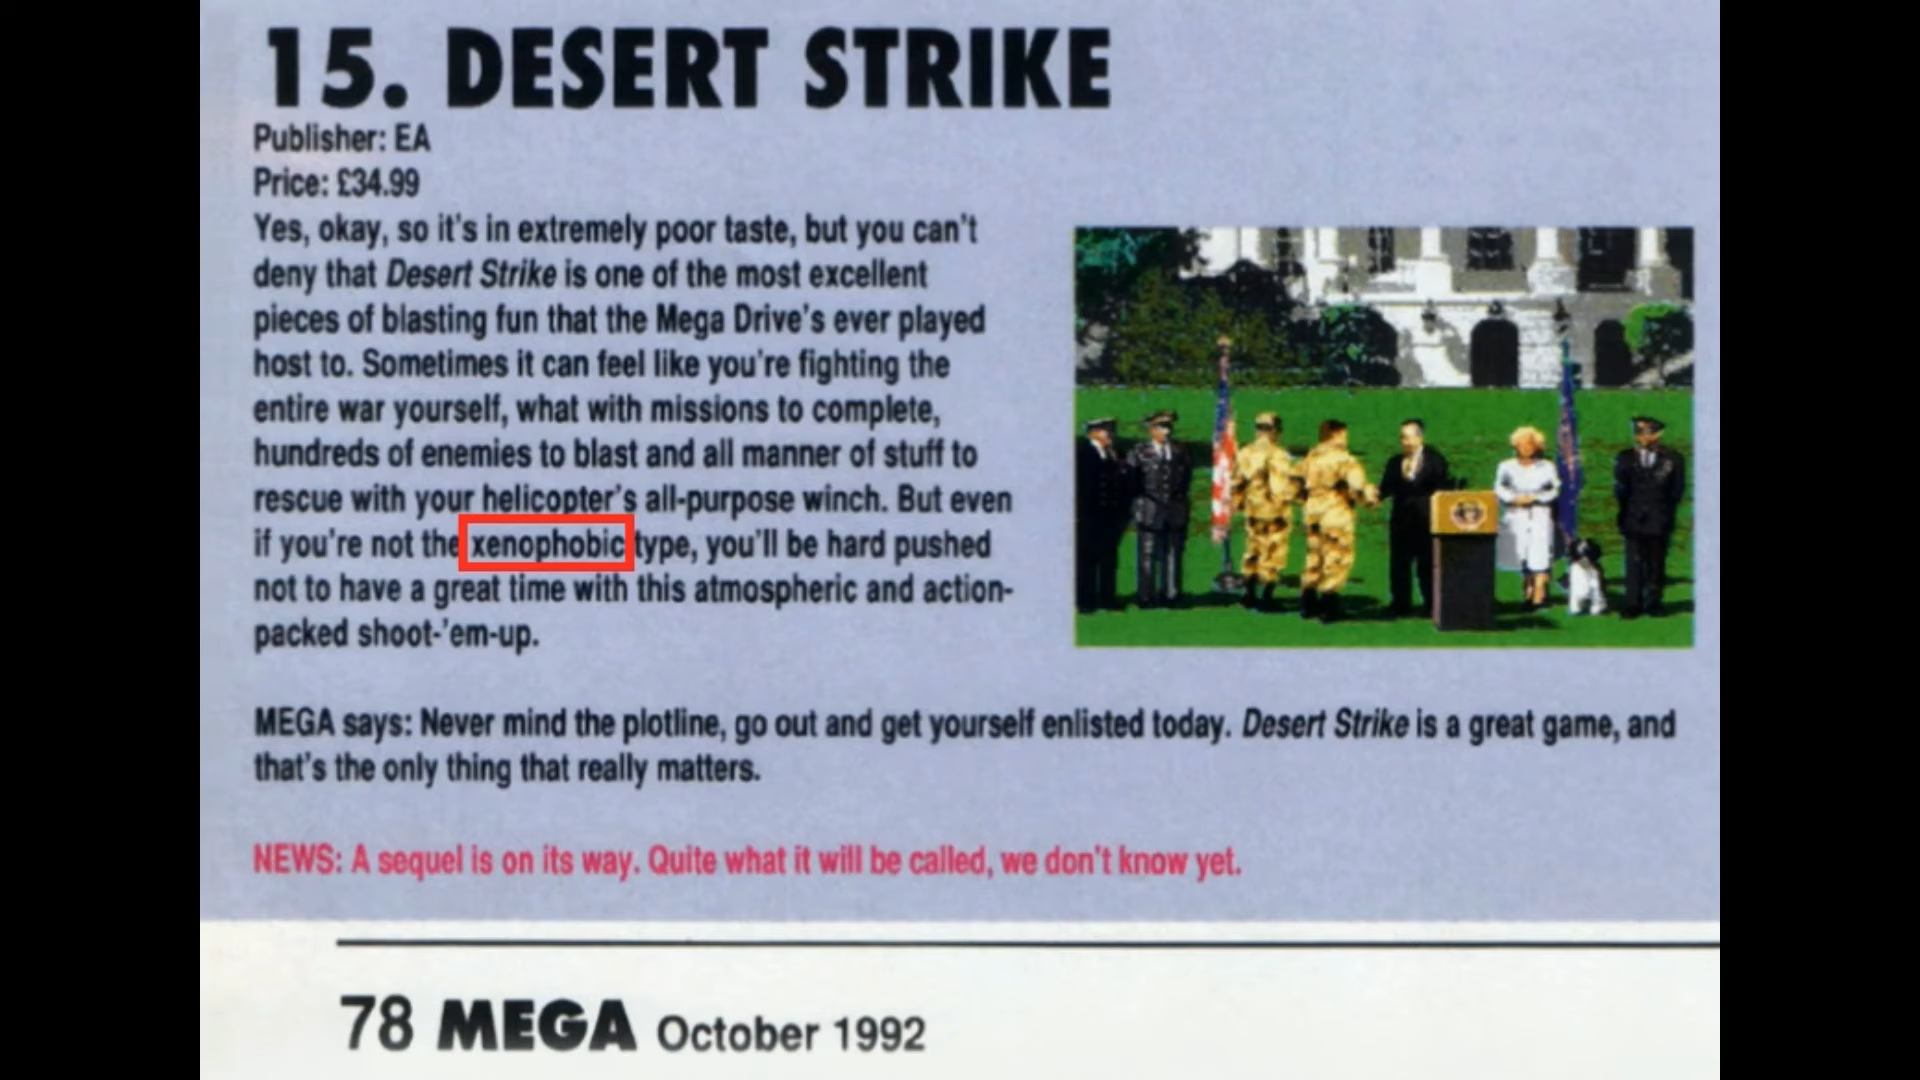 15. DESERT STRIKE
Publisher: EA
Price: £34.99
Yes, okay, so it's in extremely poor taste, but you can't
deny that Desert Strike is one of the most excellent
pieces of blasting fun that the Mega Drive's ever played
host to. Sometimes it can feel like you're fighting the
entire war yourself, what with missions to complete,
hundreds of enemies to blast and all manner of stuff to
rescue with your helicopter's all-purpose winch. But even
if you're not the xenophobic type, you'll be hard pushed
not to have a great time with this atmospheric and action-
packed shoot-'em-up.
MEGA says: Never mind the plotline, go out and get yourself enlisted today. Desert Strike is a great game, and
that's the only thing that really matters.
NEWS: A sequel is on its way. Quite what it will be called, we don't know yet.
78 MEGA October 1992